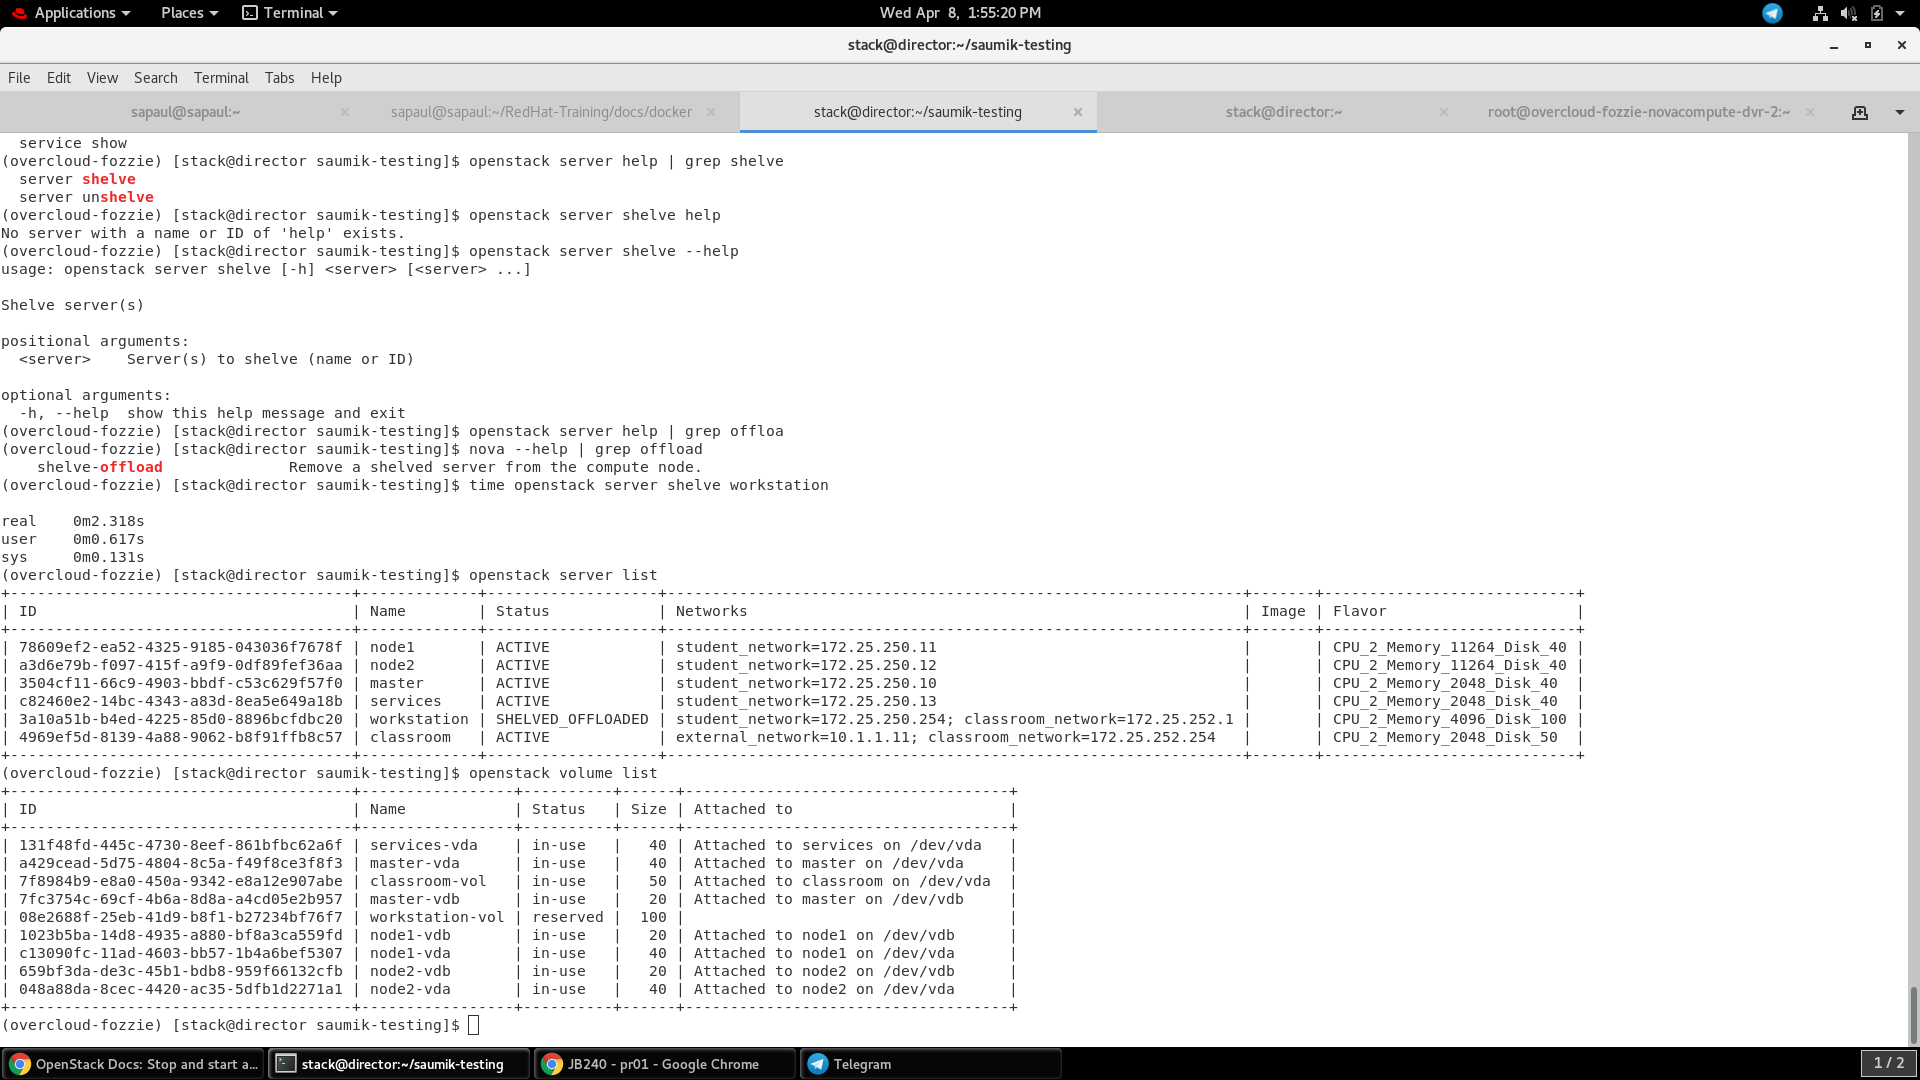 Applications Places Terminal Wed Apr  8,  1:55:20 PM
stack@director:~/saumik-testing
File Edit View Search Terminal Tabs Help
sapaul@sapaul:~ sapaul@sapaul:~/RedHat-Training/docs/docker stack@director:~/saumik-testing stack@director:~ root@overcloud-fozzie-novacompute-dvr-2:~
  service show
(overcloud-fozzie) [stack@director saumik-testing]$ openstack server help | grep shelve
  server shelve
  server unshelve
(overcloud-fozzie) [stack@director saumik-testing]$ openstack server shelve help
No server with a name or ID of 'help' exists.
(overcloud-fozzie) [stack@director saumik-testing]$ openstack server shelve --help
usage: openstack server shelve [-h] <server> [<server> ...]
Shelve server(s)
positional arguments:
  <server>    Server(s) to shelve (name or ID)
optional arguments:
  -h, --help  show this help message and exit
(overcloud-fozzie) [stack@director saumik-testing]$ openstack server help | grep offloa
(overcloud-fozzie) [stack@director saumik-testing]$ nova --help | grep offload
    shelve-offload              Remove a shelved server from the compute node.
(overcloud-fozzie) [stack@director saumik-testing]$ time openstack server shelve workstation
real    0m2.318s
user    0m0.617s
sys     0m0.131s
(overcloud-fozzie) [stack@director saumik-testing]$ openstack server list
+--------------------------------------+-------------+-------------------+----------------------------------------------------------------+-------+----------------------------+
| ID                                   | Name        | Status            | Networks                                                       | Image | Flavor                     |
+--------------------------------------+-------------+-------------------+----------------------------------------------------------------+-------+----------------------------+
| 78609ef2-ea52-4325-9185-043036f7678f | node1       | ACTIVE            | student_network=172.25.250.11                                  |       | CPU_2_Memory_11264_Disk_40 |
| a3d6e79b-f097-415f-a9f9-0df89fef36aa | node2       | ACTIVE            | student_network=172.25.250.12                                  |       | CPU_2_Memory_11264_Disk_40 |
| 3504cf11-66c9-4903-bbdf-c53c629f57f0 | master      | ACTIVE            | student_network=172.25.250.10                                  |       | CPU_2_Memory_2048_Disk_40  |
| c82460e2-14bc-4343-a83d-8ea5e649a18b | services    | ACTIVE            | student_network=172.25.250.13                                  |       | CPU_2_Memory_2048_Disk_40  |
| 3a10a51b-b4ed-4225-85d0-8896bcfdbc20 | workstation | SHELVED_OFFLOADED | student_network=172.25.250.254; classroom_network=172.25.252.1 |       | CPU_2_Memory_4096_Disk_100 |
| 4969ef5d-8139-4a88-9062-b8f91ffb8c57 | classroom   | ACTIVE            | external_network=10.1.1.11; classroom_network=172.25.252.254   |       | CPU_2_Memory_2048_Disk_50  |
+--------------------------------------+-------------+-------------------+----------------------------------------------------------------+-------+----------------------------+
(overcloud-fozzie) [stack@director saumik-testing]$ openstack volume list
+--------------------------------------+-----------------+----------+------+------------------------------------+
| ID                                   | Name            | Status   | Size | Attached to                        |
+--------------------------------------+-----------------+----------+------+------------------------------------+
| 131f48fd-445c-4730-8eef-861bfbc62a6f | services-vda    | in-use   |   40 | Attached to services on /dev/vda   |
| a429cead-5d75-4804-8c5a-f49f8ce3f8f3 | master-vda      | in-use   |   40 | Attached to master on /dev/vda     |
| 7f8984b9-e8a0-450a-9342-e8a12e907abe | classroom-vol   | in-use   |   50 | Attached to classroom on /dev/vda  |
| 7fc3754c-69cf-4b6a-8d8a-a4cd05e2b957 | master-vdb      | in-use   |   20 | Attached to master on /dev/vdb     |
| 08e2688f-25eb-41d9-b8f1-b27234bf76f7 | workstation-vol | reserved |  100 |                                    |
| 1023b5ba-14d8-4935-a880-bf8a3ca559fd | node1-vdb       | in-use   |   20 | Attached to node1 on /dev/vdb      |
| c13090fc-11ad-4603-bb57-1b4a6bef5307 | node1-vda       | in-use   |   40 | Attached to node1 on /dev/vda      |
| 659bf3da-de3c-45b1-bdb8-959f66132cfb | node2-vdb       | in-use   |   20 | Attached to node2 on /dev/vdb      |
| 048a88da-8cec-4420-ac35-5dfb1d2271a1 | node2-vda       | in-use   |   40 | Attached to node2 on /dev/vda      |
+--------------------------------------+-----------------+----------+------+------------------------------------+
(overcloud-fozzie) [stack@director saumik-testing]$
OpenStack Docs: Stop and start a... stack@director:~/saumik-testing JB240 - pr01 - Google Chrome Telegram 1 / 2